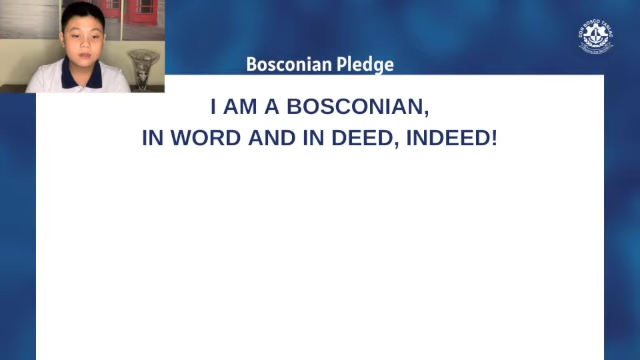 Bosconian Pledge
I AM A BOSCONIAN,
IN WORD AND IN DEED, INDEED!